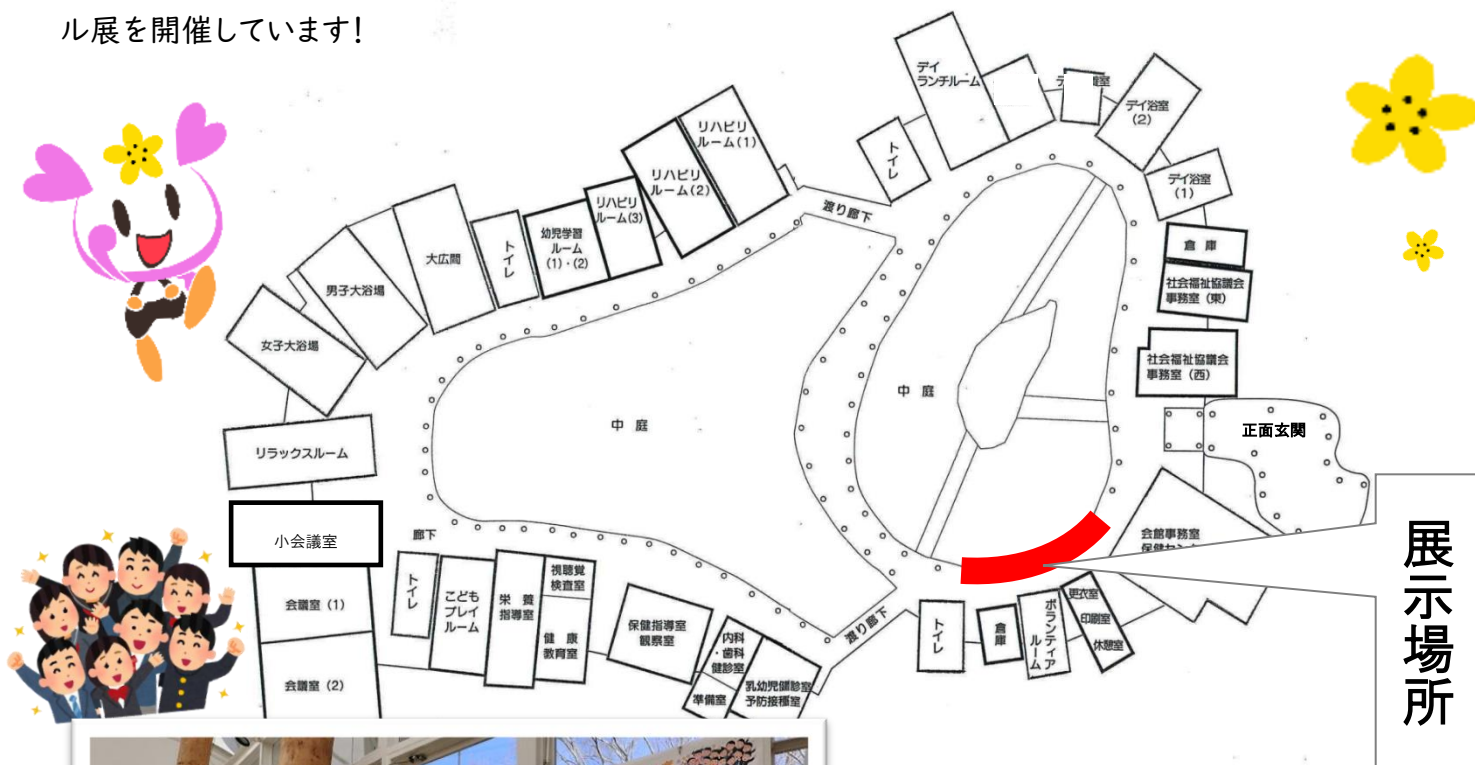 ル展を開催しています!
デイ
ランチルーム
デ
室
デイ浴室
(2)
デイ浴室
(1)
トイレ
渡り廊下
倉 庫
社会福祉協議会
事務室 (東)
社会福祉協議会
事務室 (西)
正面玄関
リハビリ
ルーム(1)
リハビリ
ルーム(2)
リハビリ
ルーム(3)
幼児学習
ルーム
(1)・(2)
トイレ
大広間
男子大浴場
女子大浴場
リラックスルーム
小会議室
会議室 (1)
会議室 (2)
中 庭
中 庭
廊下
トイレ
こども
プレイ
ルーム
栄 養
指導室
視聴覚
検査室
健 康
教育室
保健指導室
観察室
内科
・歯科
健診室
準備室
乳幼児健診室
予防接種室
渡り廊下
トイレ
倉庫
ボランティア
ルーム
更衣室
印刷室
休憩室
会館事務室
保健セン
展示場所